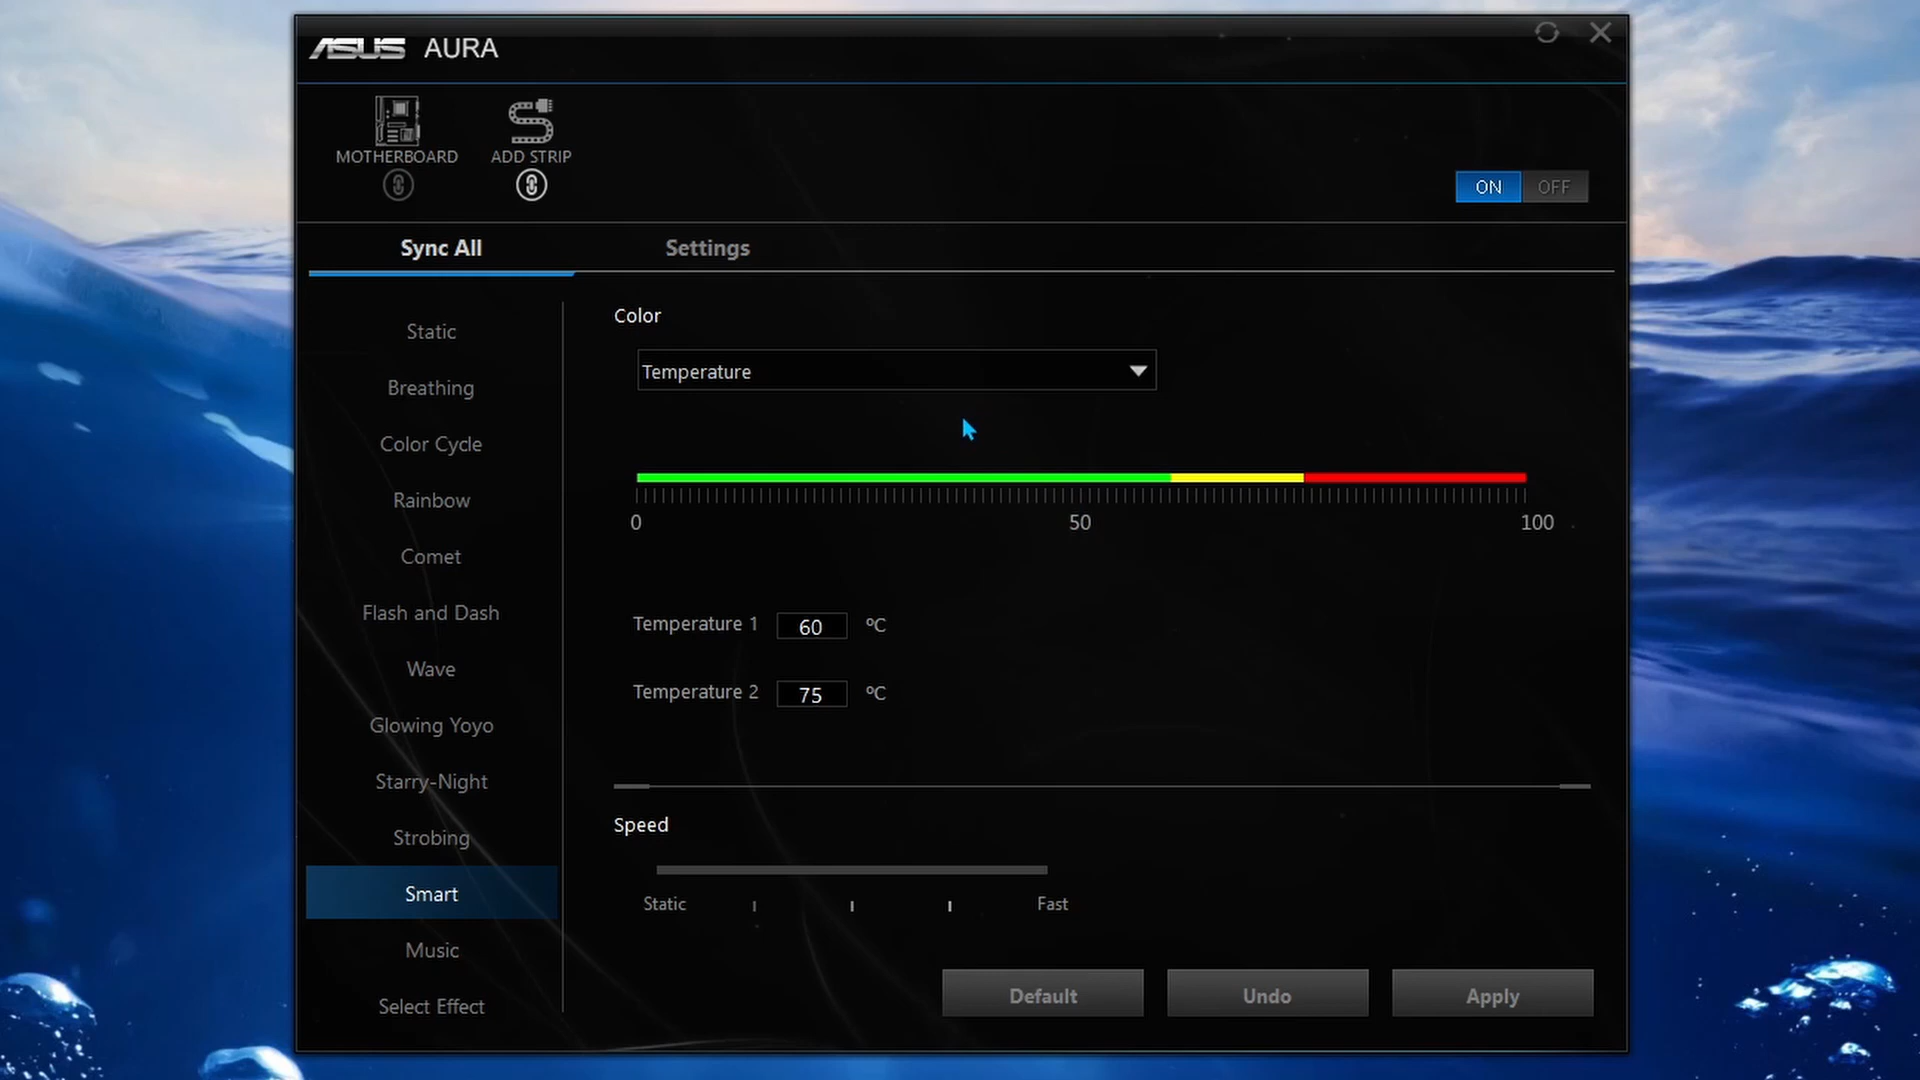 ASUS AURA
MOTHERBOARD
ADD STRIP
ON OFF
Sync All
Settings
Static
Breathing
Color Cycle
Rainbow
Comet
Flash and Dash
Wave
Glowing Yoyo
Starry-Night
Strobing
Smart
Music
Select Effect
Color
Temperature
0 50 100
Temperature 1 60 ºC
Temperature 2 75 ºC
Speed
Static Fast
Default Undo Apply